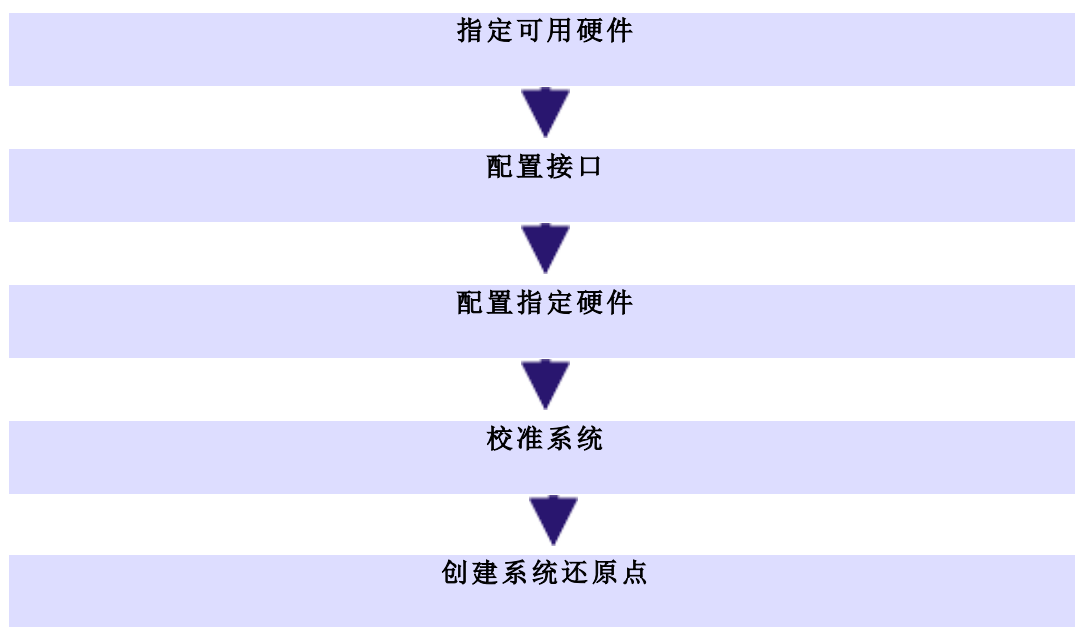 指定可用硬件
配置接口
配置指定硬件
校准系统
创建系统还原点